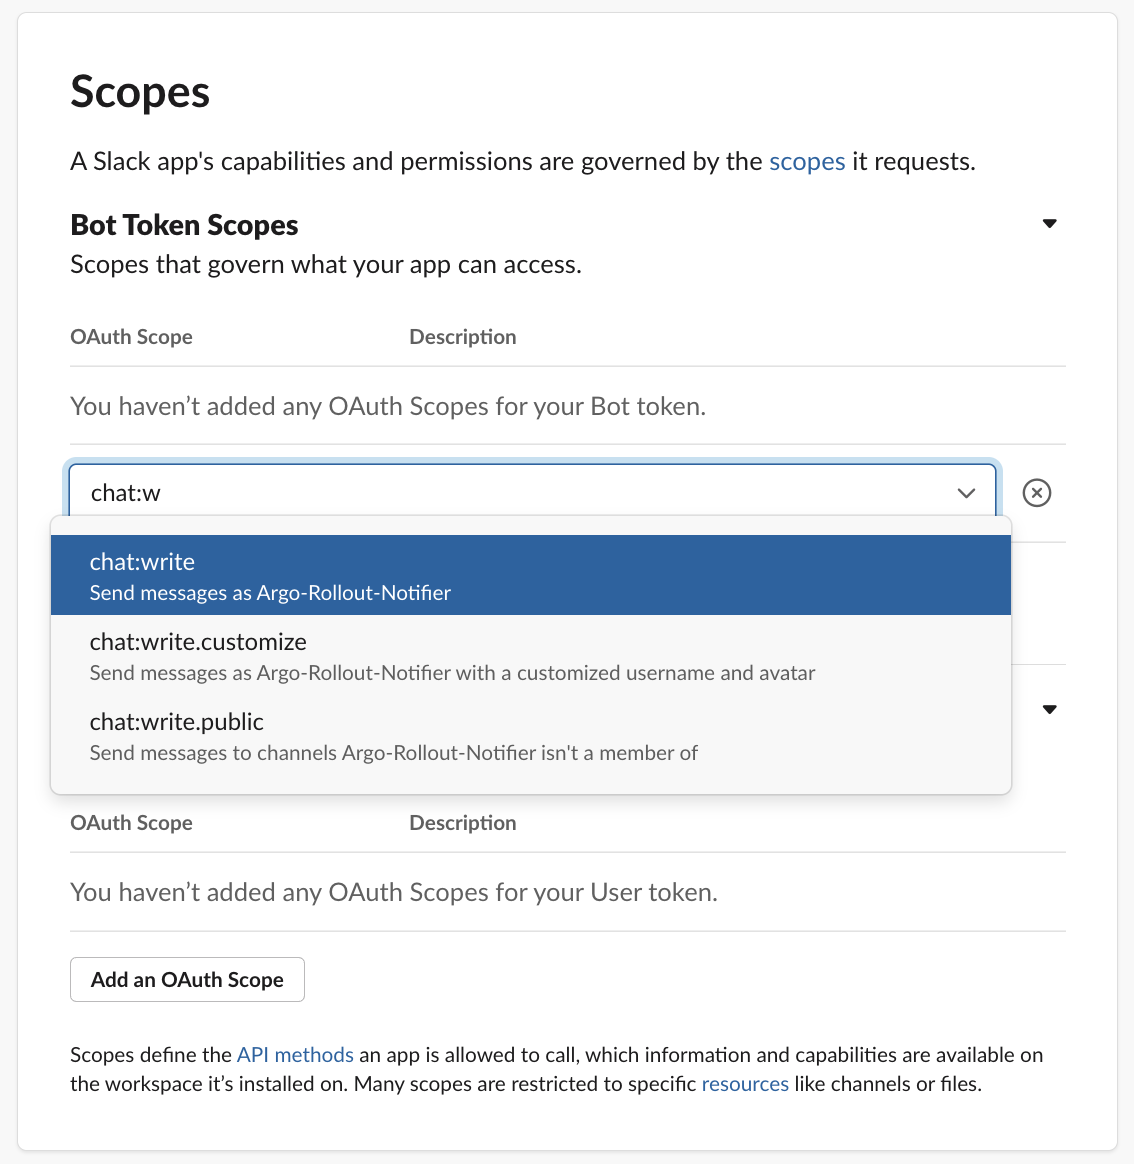 Scopes
A Slack app's capabilities and permissions are governed by the scopes it requests.
Bot Token Scopes
Scopes that govern what your app can access.
OAuth Scope Description
You haven’t added any OAuth Scopes for your Bot token.
chat:w
chat:write
Send messages as Argo-Rollout-Notifier
chat:write.customize
Send messages as Argo-Rollout-Notifier with a customized username and avatar
chat:write.public
Send messages to channels Argo-Rollout-Notifier isn't a member of
OAuth Scope Description
You haven’t added any OAuth Scopes for your User token.
Add an OAuth Scope
Scopes define the API methods an app is allowed to call, which information and capabilities are available on
the workspace it’s installed on. Many scopes are restricted to specific resources like channels or files.